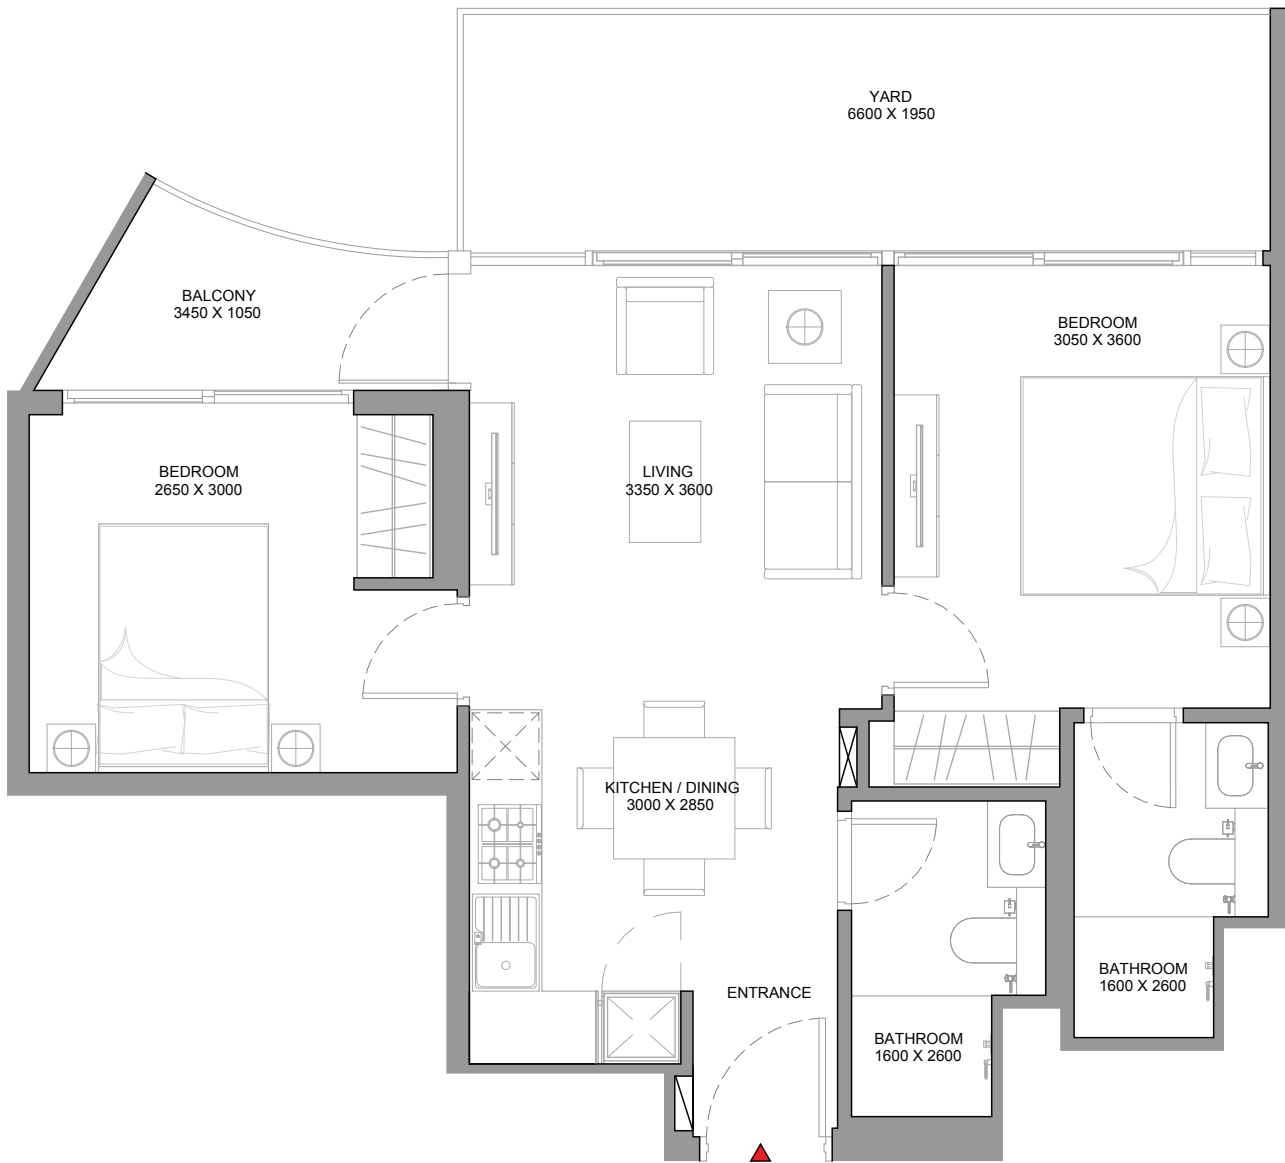 YARD
6600 X 1950
BALCONY
3450 X 1050
BEDROOM
3050 X 3600
BEDROOM
2650 X 3000
LIVING
3350 X 3600
KITCHEN / DINING
3000 X 2850
ENTRANCE
BATHROOM
1600 X 2600
BATHROOM
1600 X 2600